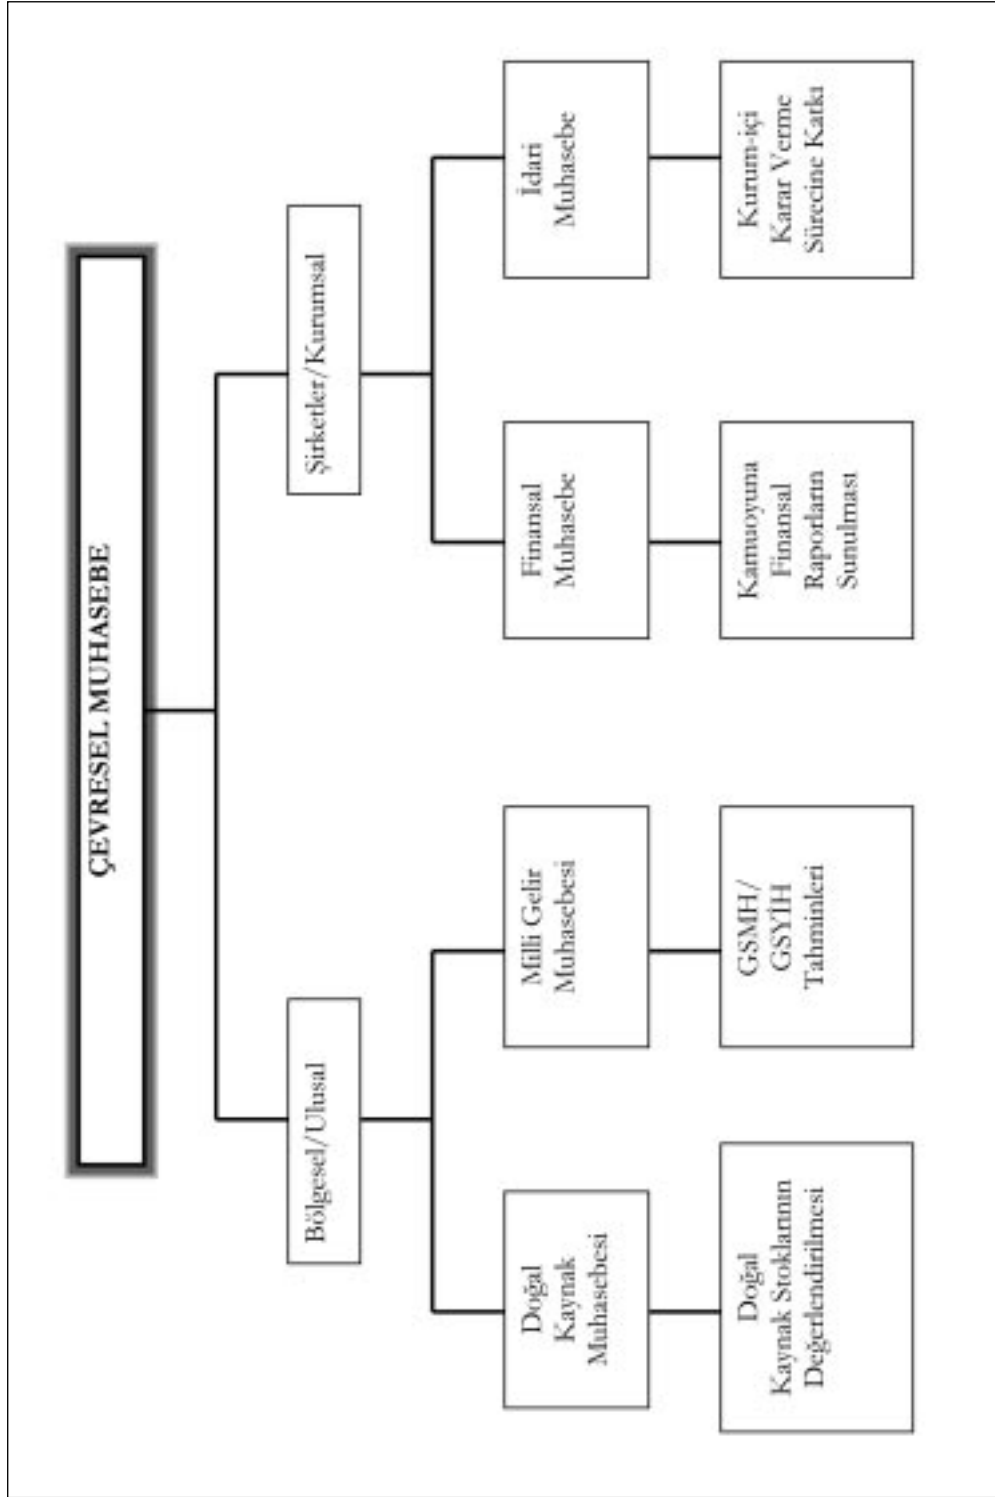 ÇEVRESEL MUHASEBE
Bölgesel/Ulusal
Şirketler/Kurumsal
Doğal
Kaynak
Muhasebesi
Milli Gelir
Muhasebesi
Finansal
Muhasebe
İdari
Muhasebe
Doğal
Kaynak Stoklarının
Değerlendirilmesi
GSMH/
GSYİH
Tahminleri
Kamuoyuna
Finansal
Raporların
Sunulması
Kurum-içi
Karar Verme
Sürecine Katkı